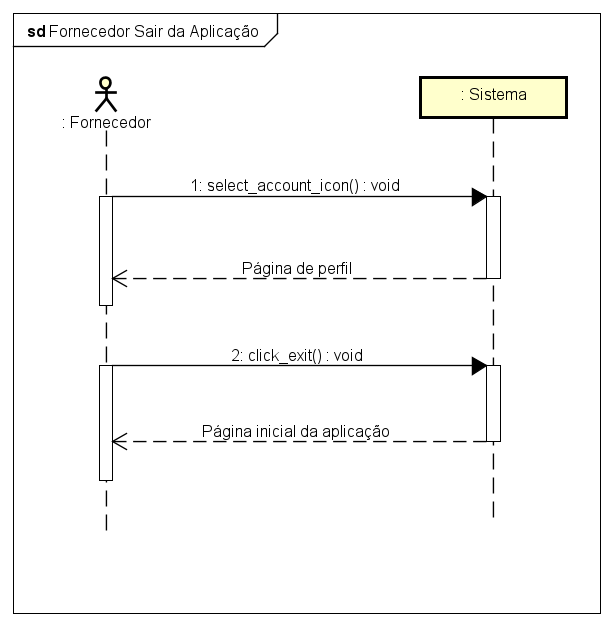 sd Fornecedor Sair da Aplicação
: Fornecedor
: Sistema
1: select_account_icon() : void
Página de perfil
2: click_exit() : void
Página inicial da aplicação